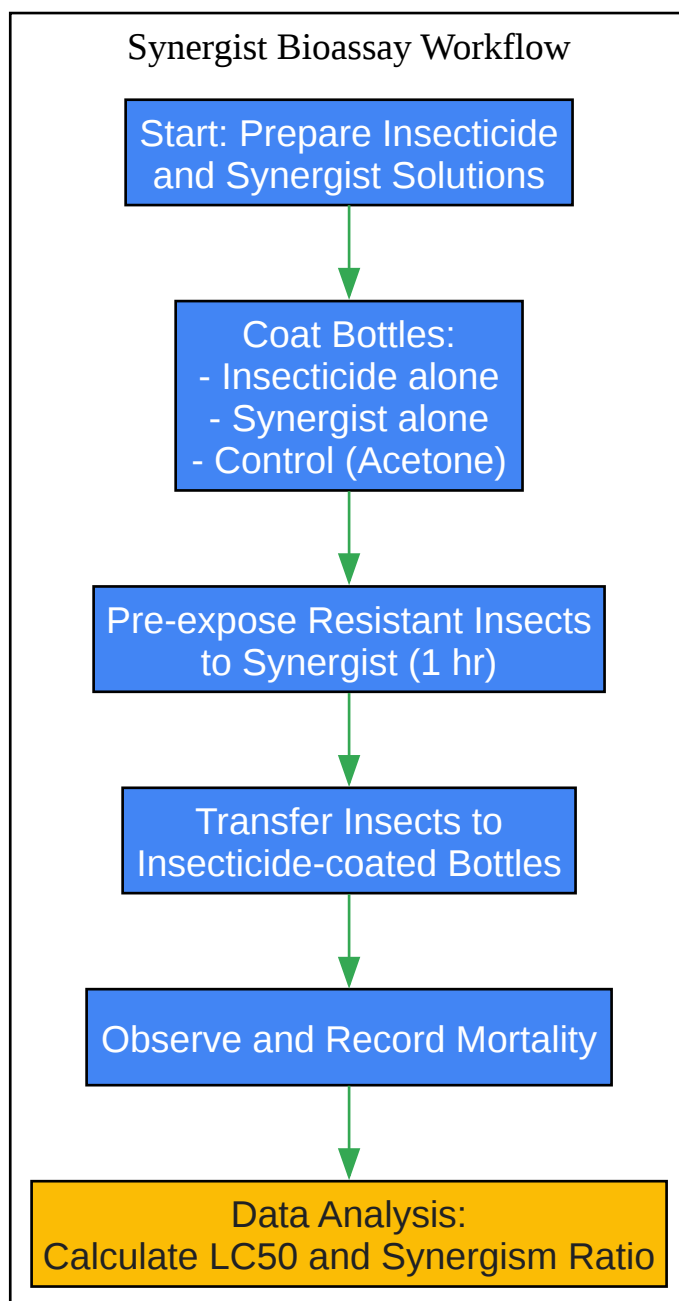 Synergist Bioassay Workflow
Start: Prepare Insecticide
and Synergist Solutions
Coat Bottles:
- Insecticide alone
- Synergist alone
- Control (Acetone)
Pre-expose Resistant Insects
to Synergist (1 hr)
Transfer Insects to
Insecticide-coated Bottles
Observe and Record Mortality
Data Analysis:
Calculate LC50 and Synergism Ratio